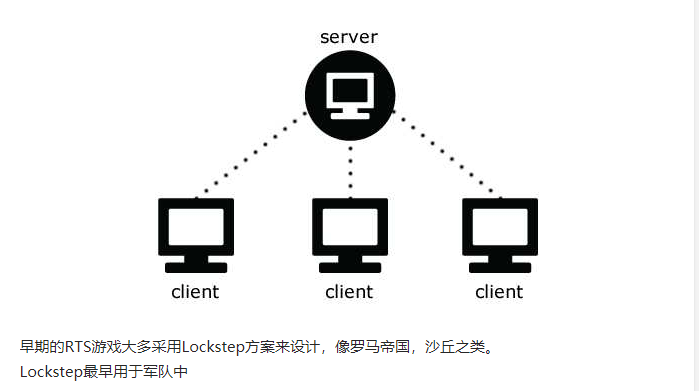 server
client client client
早期的RTS游戏大多采用Lockstep方案来设计，像罗马帝国，沙丘之类。
Lockstep最早用于军队中